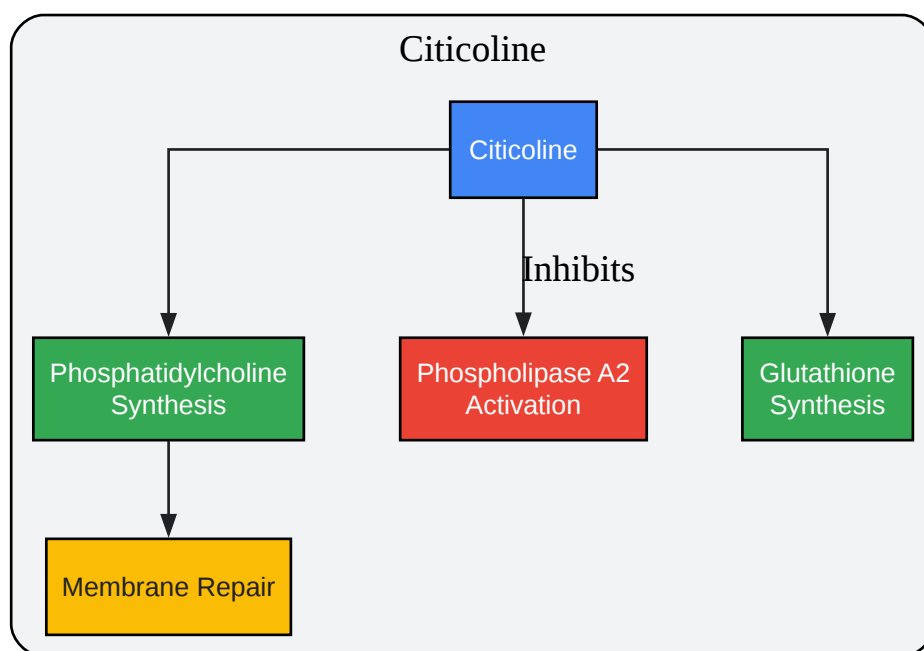 Citicoline
Citicoline
Inhibits
Phosphatidylcholine
Synthesis
Phospholipase A2
Activation
Glutathione
Synthesis
Membrane Repair